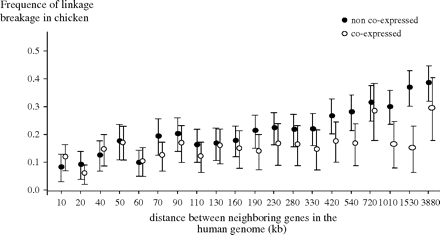 Frequence of linkage
breakage in chicken
non co-expressed
co-expressed
0.5
0.4
0.3
0.2
0.1
0.0
10 20 40 50 60 70 90 110 130 160 190 230 280 330 420 540 720 1010 1530 3880
distance between neighboring genes in the
human genome (kb)